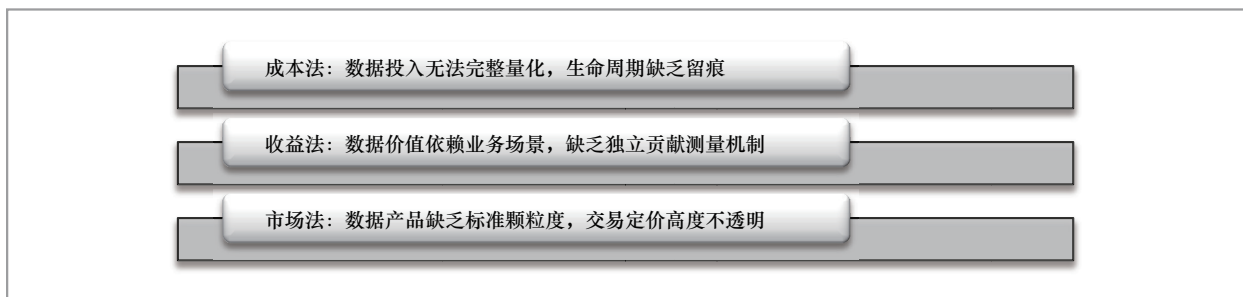 成本法：数据投入无法完整量化，生命周期缺乏留痕
收益法：数据价值依赖业务场景，缺乏独立贡献测量机制
市场法：数据产品缺乏标准颗粒度，交易定价高度不透明